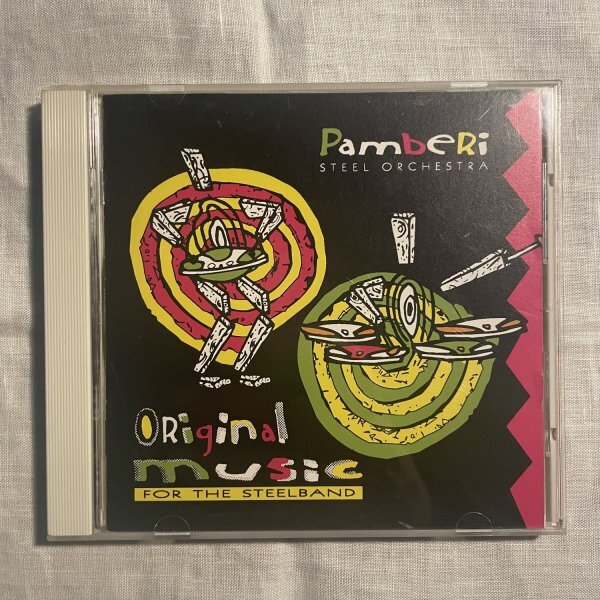 PambeRi
STEEL ORCHESTRA
ORiginal
music
FOR THE STEELBAND